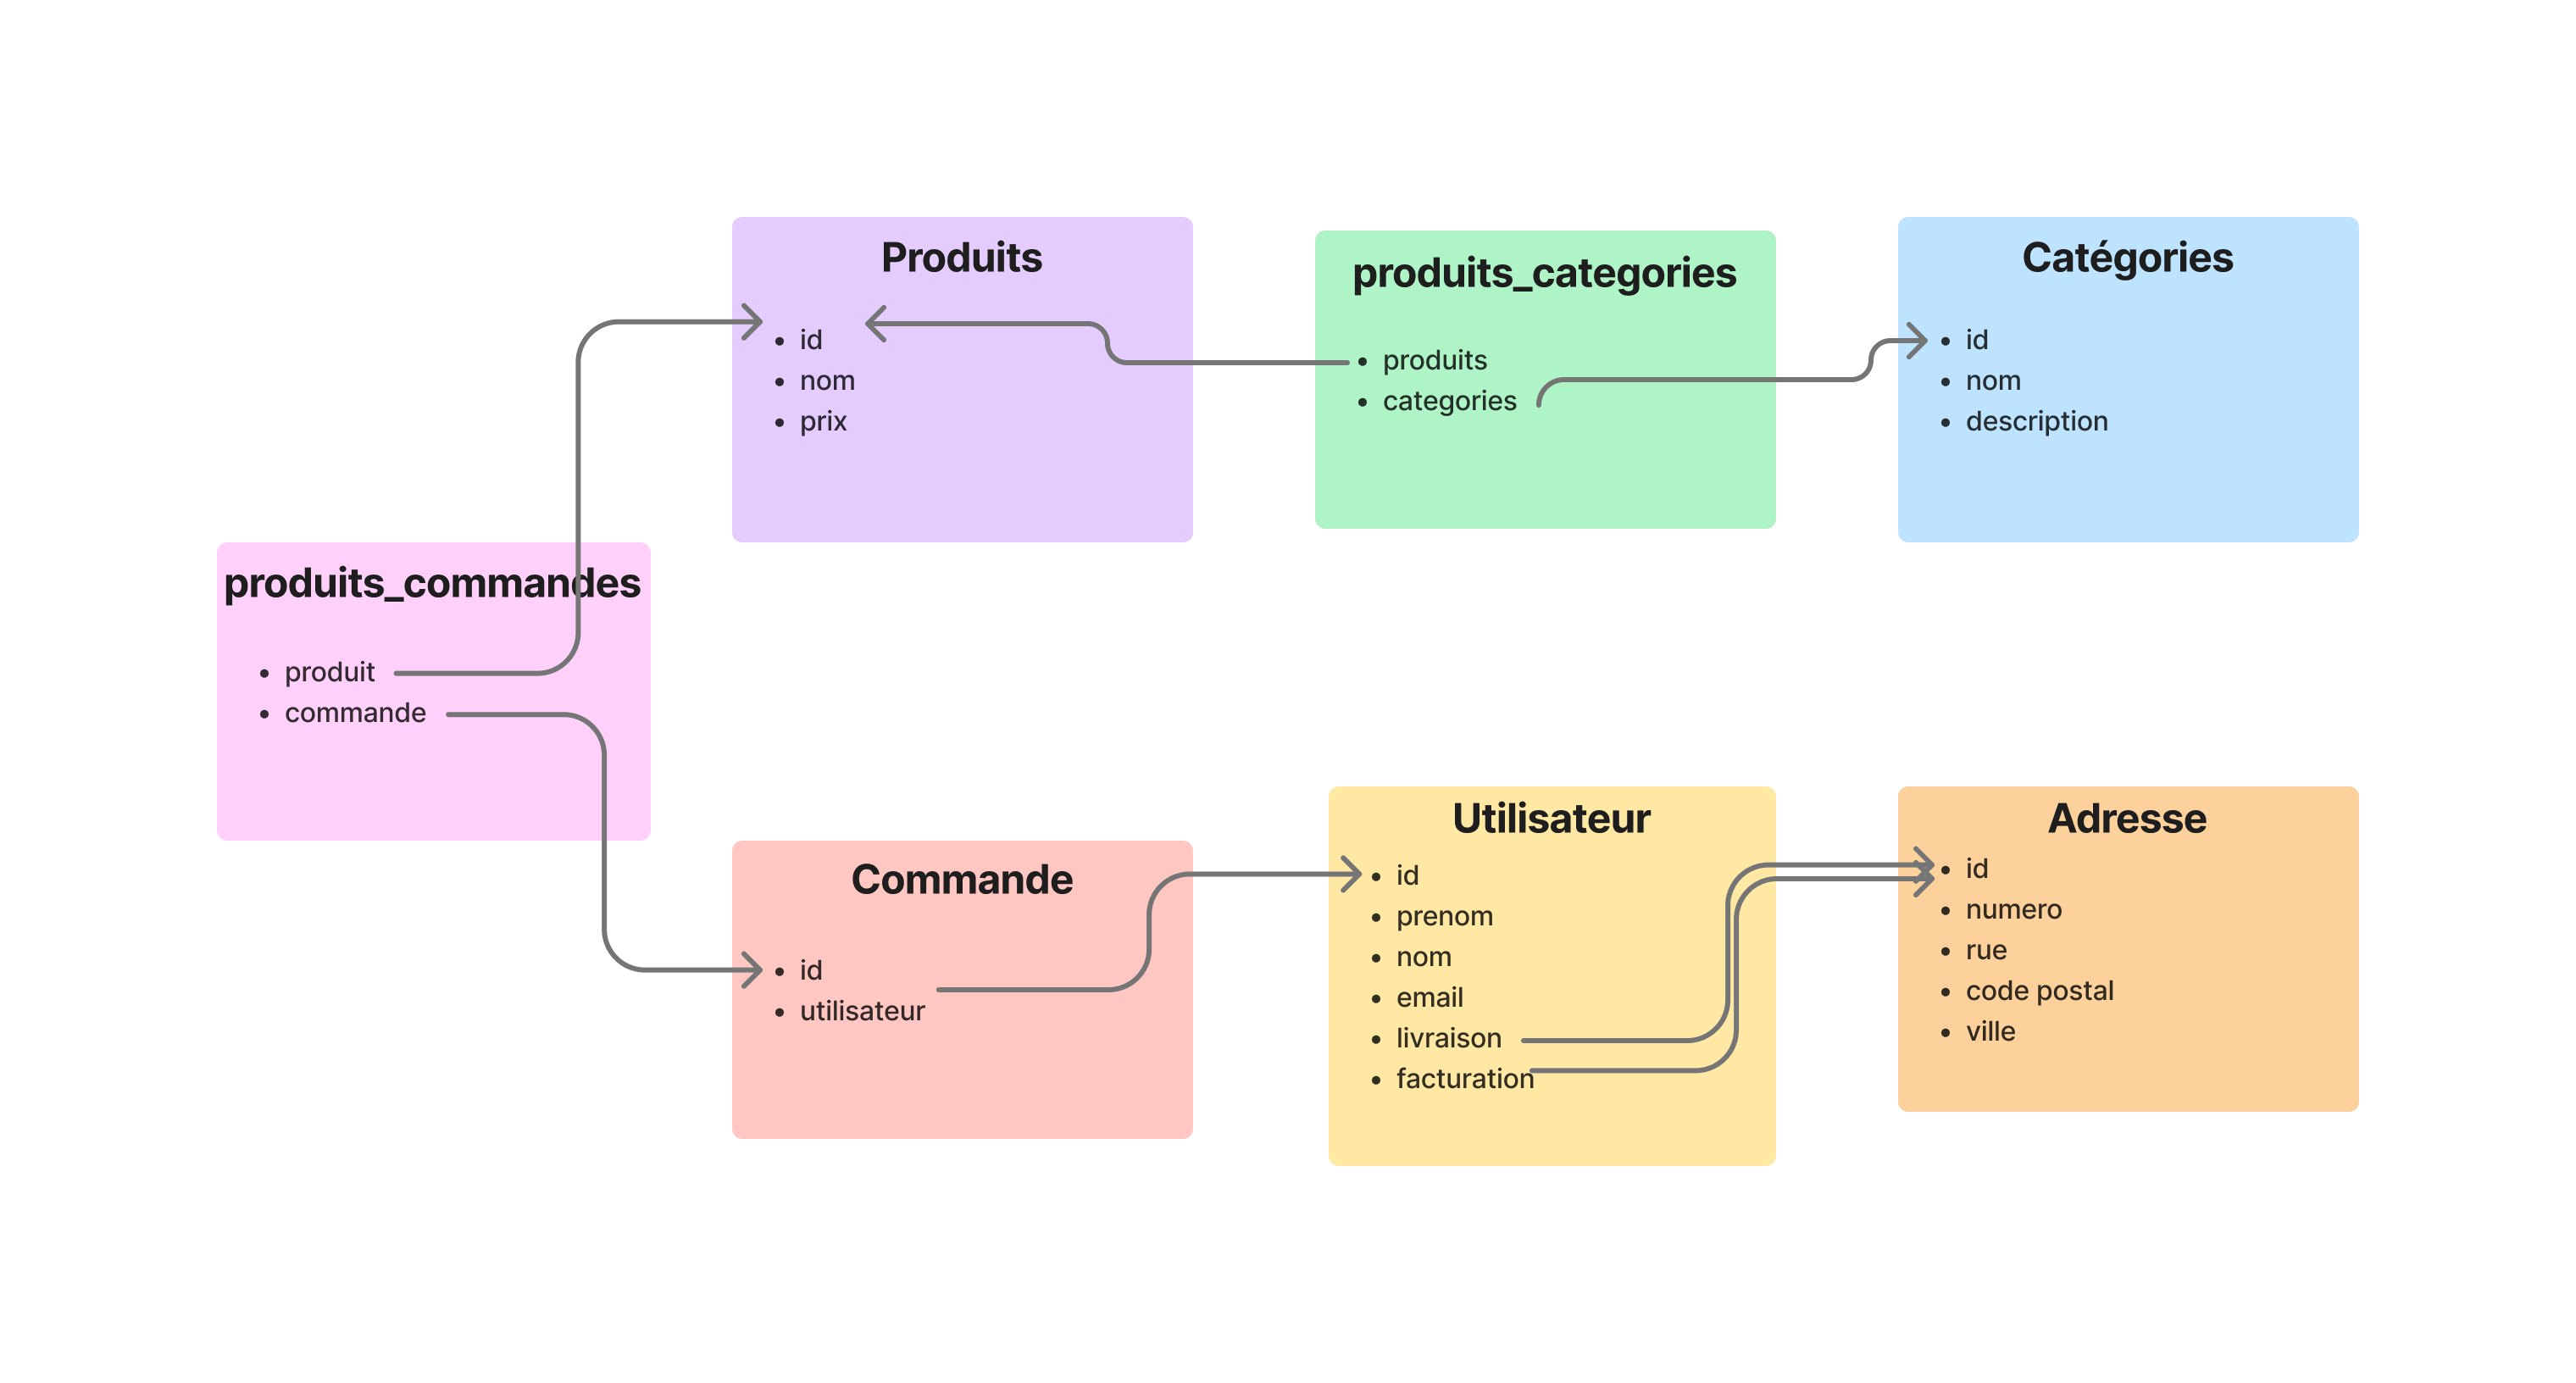 Produits
id
nom
prix
produits_categories
produits
categories
Catégories
id
nom
description
produits_commandes
produit
commande
Commande
id
utilisateur
Utilisateur
id
prenom
nom
email
livraison
facturation
Adresse
id
numero
rue
code postal
ville